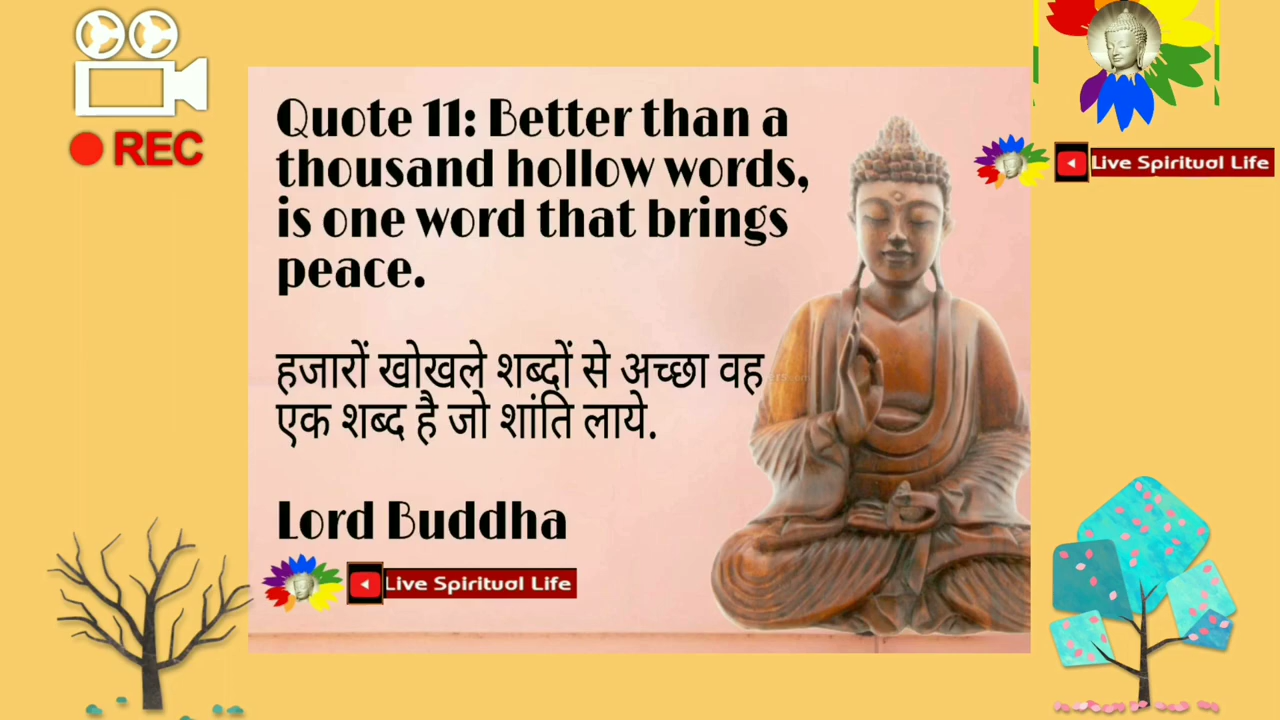 REC
Live Spiritual Life
Quote 11: Better than a
thousand hollow words,
is one word that brings
peace.
हजारों खोखले शब्दों से अच्छा वह
एक शब्द है जो शांति लाये.
Lord Buddha
Live Spiritual Life